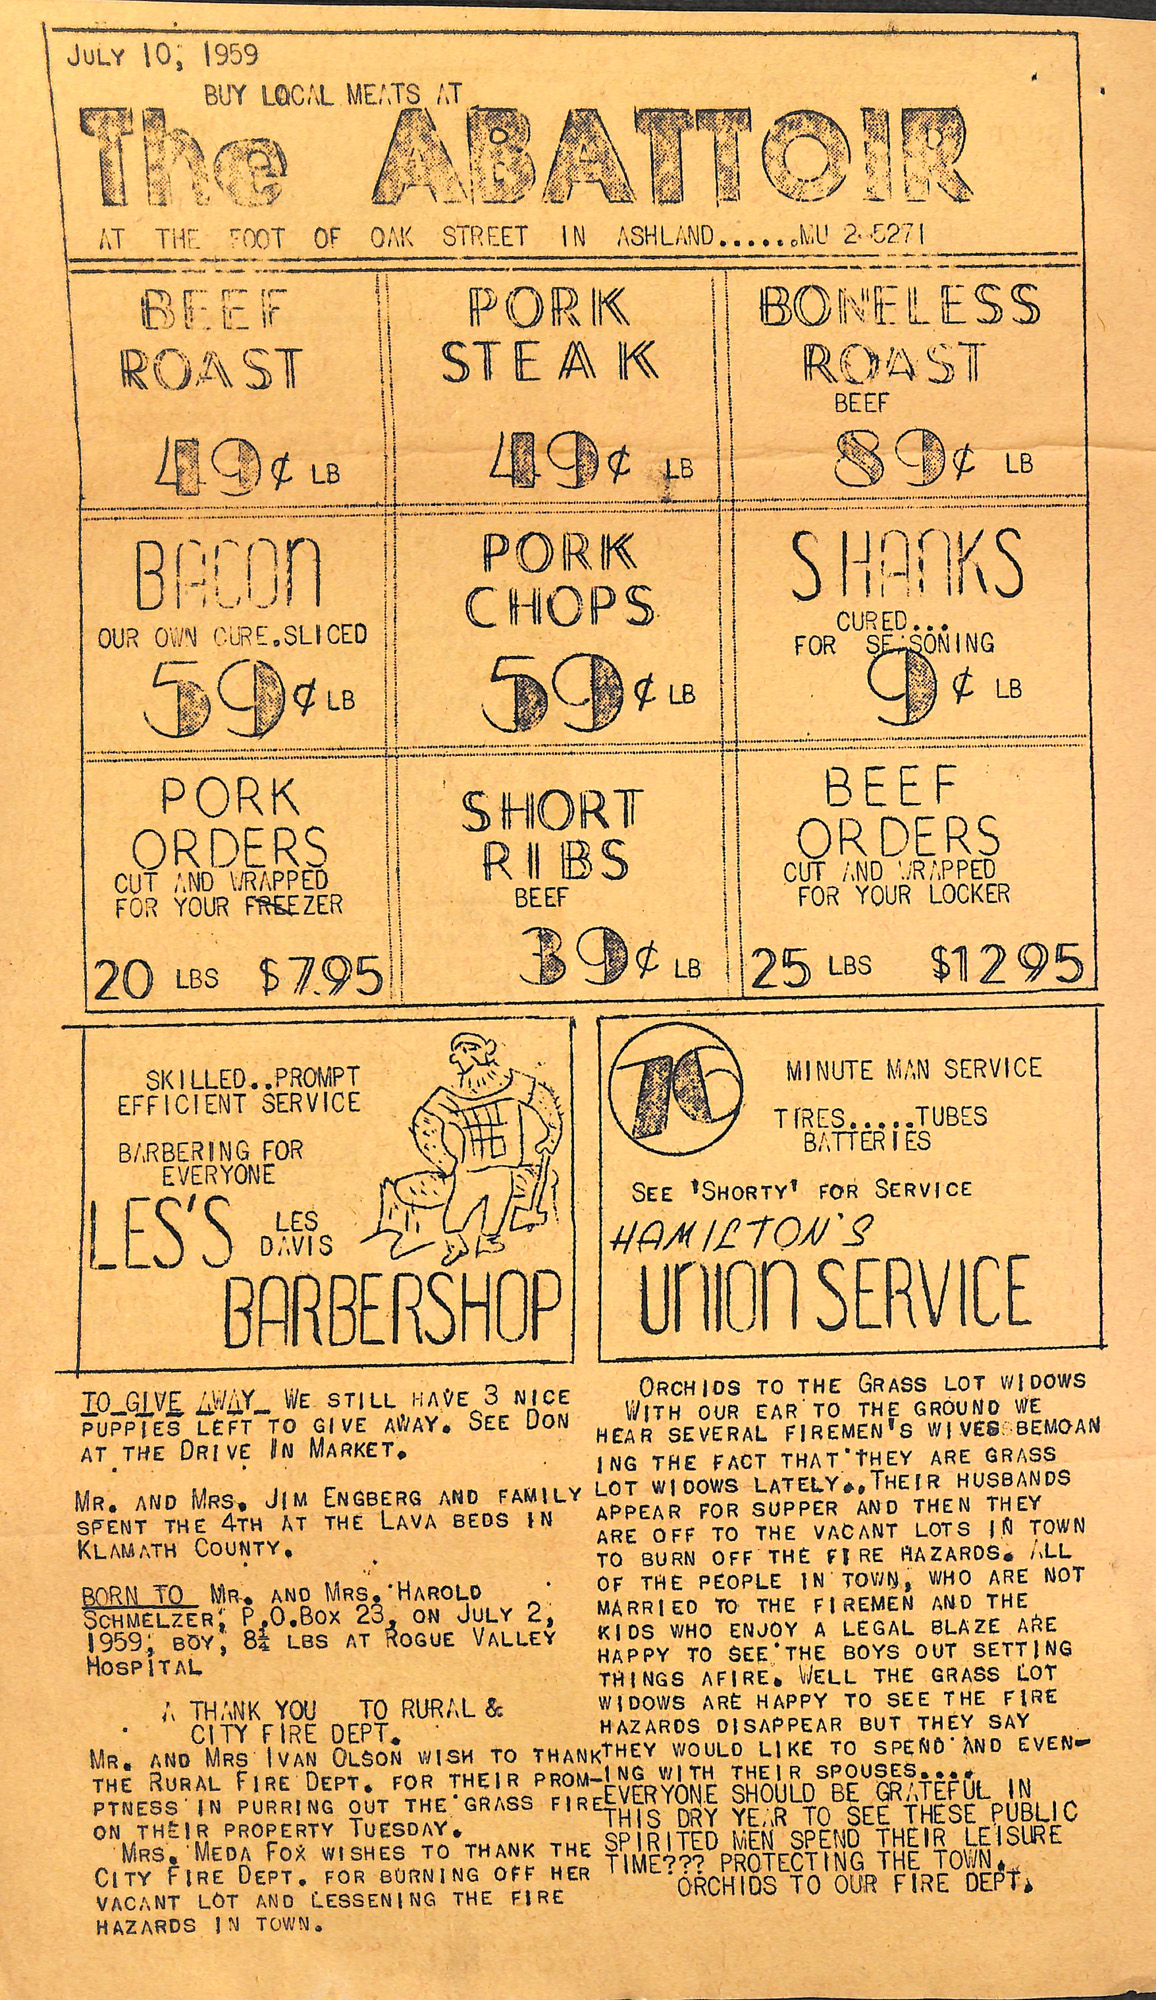 JULY 10, 1959
BUY LOCAL MEATS AT
The ABATTOIR
AT THE FOOT OF OAK STREET IN ASHLAND......MU 2-5271
BEEF
ROAST
49¢ LB
PORK
STEAK
49¢ LB
BONELESS
ROAST
BEEF
89¢ LB
BACON
OUR OWN CURE.SLICED
59¢ LB
PORK
CHOPS
59¢ LB
SHANKS
CURED...
FOR SEASONING
9¢ LB
PORK
ORDERS
CUT AND WRAPPED
FOR YOUR FREEZER
20 LBS $7.95
SHORT
RIBS
BEEF
39¢ LB
BEEF
ORDERS
CUT AND WRAPPED
FOR YOUR LOCKER
25 LBS $12 95
SKILLED..PROMPT
EFFICIENT SERVICE
BARBERING FOR
EVERYONE
LES'S
LES
DAVIS
BARBERSHOP
76
MINUTE MAN SERVICE
TIRES.....TUBES
BATTERIES
SEE 'SHORTY' FOR SERVICE
HAMILTON'S
UNION SERVICE
TO GIVE AWAY WE STILL HAVE 3 NICE
PUPPIES LEFT TO GIVE AWAY. SEE DON
AT THE DRIVE IN MARKET.
MR. AND MRS. JIM ENGBERG AND FAMILY
SPENT THE 4TH AT THE LAVA BEDS IN
KLAMATH COUNTY.
BORN TO MR. AND MRS. HAROLD
SCHMELZER, P.O.BOX 23, ON JULY 2,
1959, BOY, 8½ LBS AT ROGUE VALLEY
HOSPITAL
A THANK YOU TO RURAL &
CITY FIRE DEPT.
MR. AND MRS IVAN OLSON WISH TO THANK
THE RURAL FIRE DEPT. FOR THEIR PROM-
PTNESS IN PURRING OUT THE GRASS FIRE
ON THEIR PROPERTY TUESDAY.
MRS. MEDA FOX WISHES TO THANK THE
CITY FIRE DEPT. FOR BURNING OFF HER
VACANT LOT AND LESSENING THE FIRE
HAZARDS IN TOWN.
ORCHIDS TO THE GRASS LOT WIDOWS
WITH OUR EAR TO THE GROUND WE
HEAR SEVERAL FIREMEN'S WIVES BEMOAN
ING THE FACT THAT THEY ARE GRASS
LOT WIDOWS LATELY..THEIR HUSBANDS
APPEAR FOR SUPPER AND THEN THEY
ARE OFF TO THE VACANT LOTS IN TOWN
TO BURN OFF THE FIRE HAZARDS. ALL
OF THE PEOPLE IN TOWN, WHO ARE NOT
MARRIED TO THE FIREMEN AND THE
KIDS WHO ENJOY A LEGAL BLAZE ARE
HAPPY TO SEE THE BOYS OUT SETTING
THINGS AFIRE. WELL THE GRASS LOT
WIDOWS ARE HAPPY TO SEE THE FIRE
HAZARDS DISAPPEAR BUT THEY SAY
THEY WOULD LIKE TO SPEND AND EVEN-
ING WITH THEIR SPOUSES....
EVERYONE SHOULD BE GRATEFUL IN
THIS DRY YEAR TO SEE THESE PUBLIC
SPIRITED MEN SPEND THEIR LEISURE
TIME??? PROTECTING THE TOWN.
ORCHIDS TO OUR FIRE DEPT.